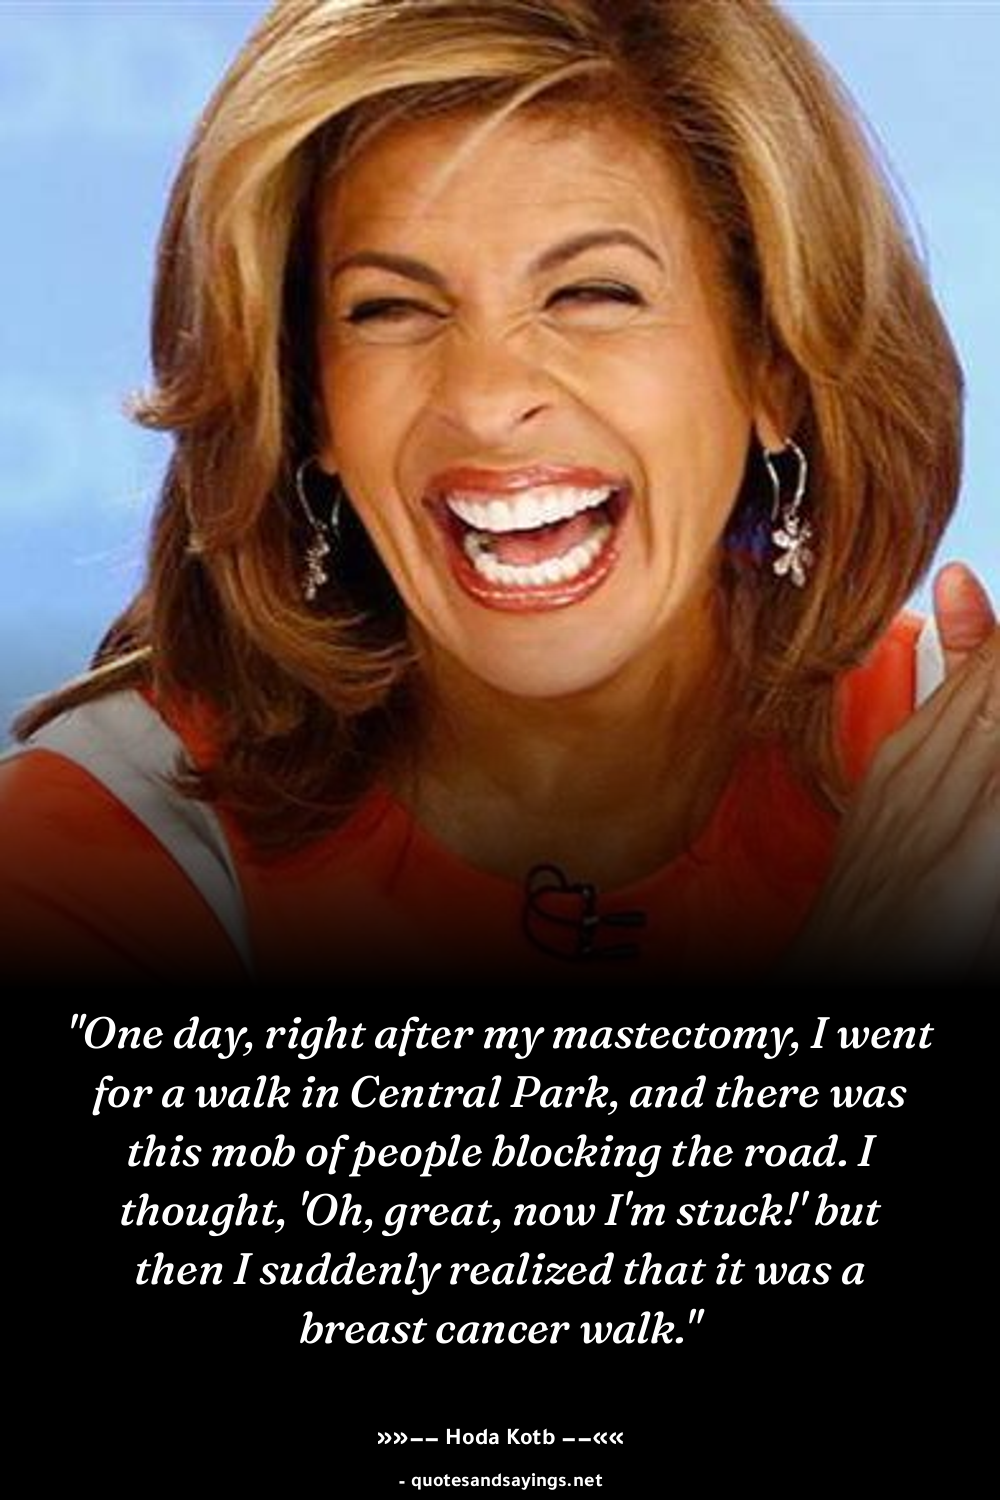 "One day, right after my mastectomy, I went
for a walk in Central Park, and there was
this mob of people blocking the road. I
thought, 'Oh, great, now I'm stuck!' but
then I suddenly realized that it was a
breast cancer walk."
»»−− Hoda Kotb −−««
- quotesandsayings.net